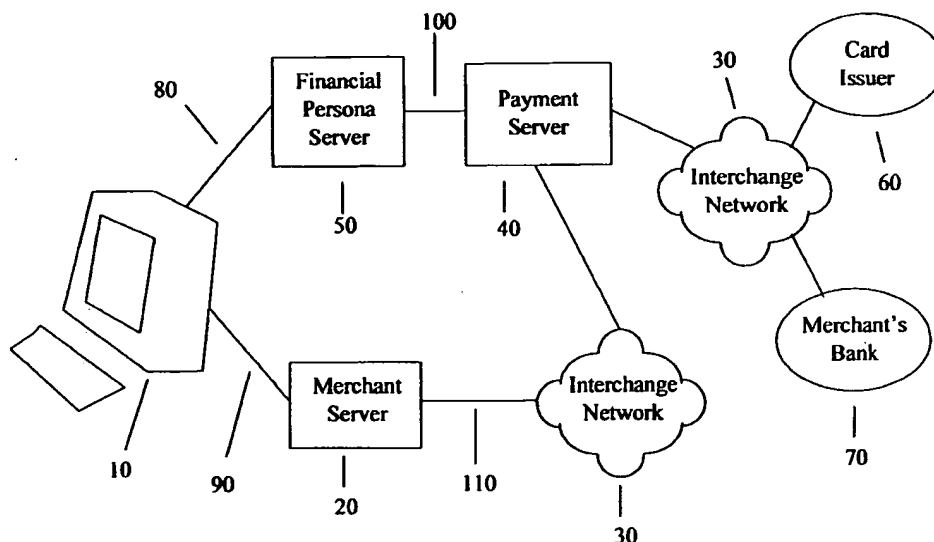 100
30
Card
Issuer
80
Financial
Persona
Server
Payment
Server
Interchange
Network
60
50
40
Merchant's
Bank
Merchant
Server
Interchange
Network
10
90
20
110
30
70